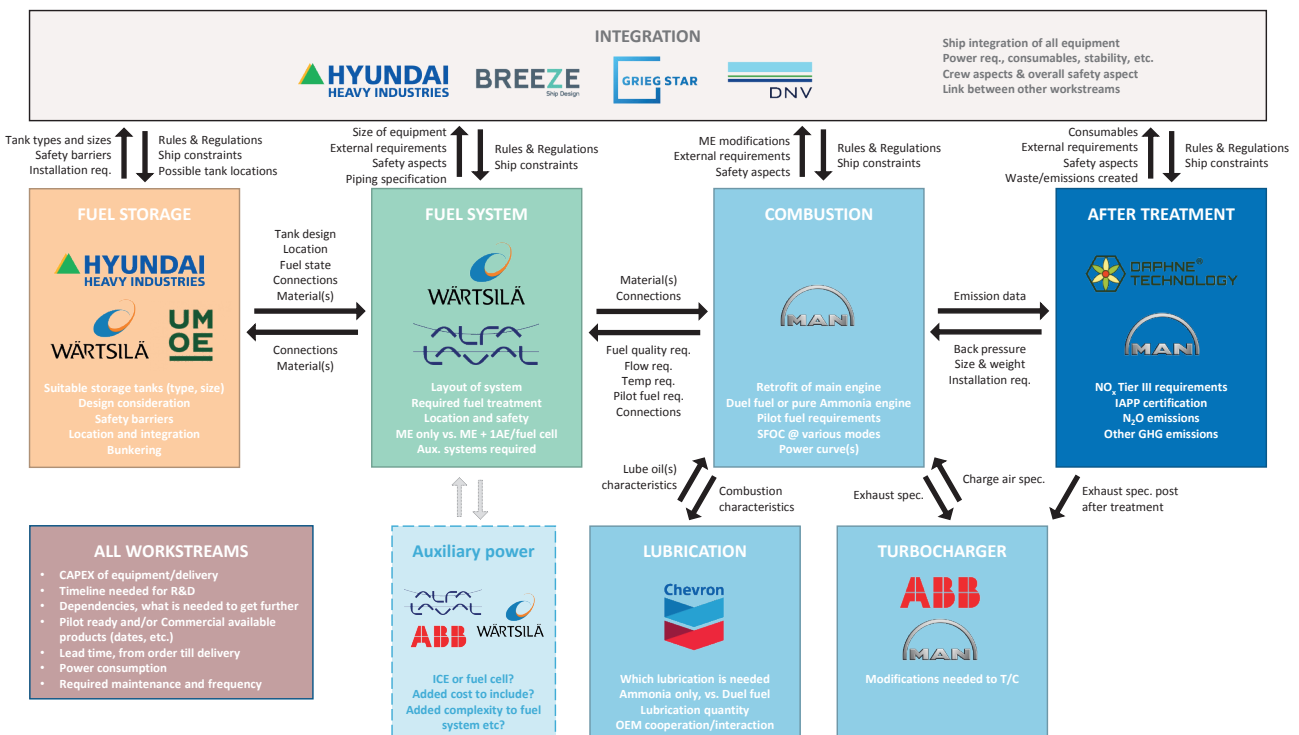 INTEGRATION
HYUNDAI
HEAVY INDUSTRIES
BREEZE
Ship Design
GRIEG STAR
DNV
Ship integration of all equipment
Power req., consumables, stability, etc.
Crew aspects & overall safety aspect
Link between other workstreams
Tank types and sizes
Safety barriers
Installation req.
Rules & Regulations
Ship constraints
Possible tank locations
Size of equipment
External requirements
Safety aspects
Piping specification
Rules & Regulations
Ship constraints
ME modifications
External requirements
Safety aspects
Rules & Regulations
Ship constraints
Consumables
External requirements
Safety aspects
Waste/emissions created
Rules & Regulations
Ship constraints
FUEL STORAGE
HYUNDAI
HEAVY INDUSTRIES
WÄRTSILÄ
UM
OE
Suitable storage tanks (type, size)
Design consideration
Safety barriers
Location and integration
Bunkering
Tank design
Location
Fuel state
Connections
Material(s)
Connections
Material(s)
FUEL SYSTEM
WÄRTSILÄ
ALFA
LAVAL
Layout of system
Required fuel treatment
Location and safety
ME only vs. ME + 1AE/fuel cell
Aux. systems required
Material(s)
Connections
Fuel quality req.
Flow req.
Temp req.
Pilot fuel req.
Connections
COMBUSTION
MAN
Retrofit of main engine
Duel fuel or pure Ammonia engine
Pilot fuel requirements
SFOC @ various modes
Power curve(s)
Emission data
Back pressure
Size & weight
Installation req.
AFTER TREATMENT
DAPHNE®
TECHNOLOGY
MAN
NOx Tier III requirements
IAPP certification
N2O emissions
Other GHG emissions
Lube oil(s)
characteristics
Combustion
characteristics
Exhaust spec.
Charge air spec.
Exhaust spec. post
after treatment
ALL WORKSTREAMS
• CAPEX of equipment/delivery
• Timeline needed for R&D
• Dependencies, what is needed to get further
• Pilot ready and/or Commercial available
products (dates, etc.)
• Lead time, from order till delivery
• Power consumption
• Required maintenance and frequency
Auxiliary power
ALFA
LAVAL
ABB
WÄRTSILÄ
ICE or fuel cell?
Added cost to include?
Added complexity to fuel
system etc?
LUBRICATION
Chevron
Which lubrication is needed
Ammonia only, vs. Duel fuel
Lubrication quantity
OEM cooperation/interaction
TURBOCHARGER
ABB
MAN
Modifications needed to T/C